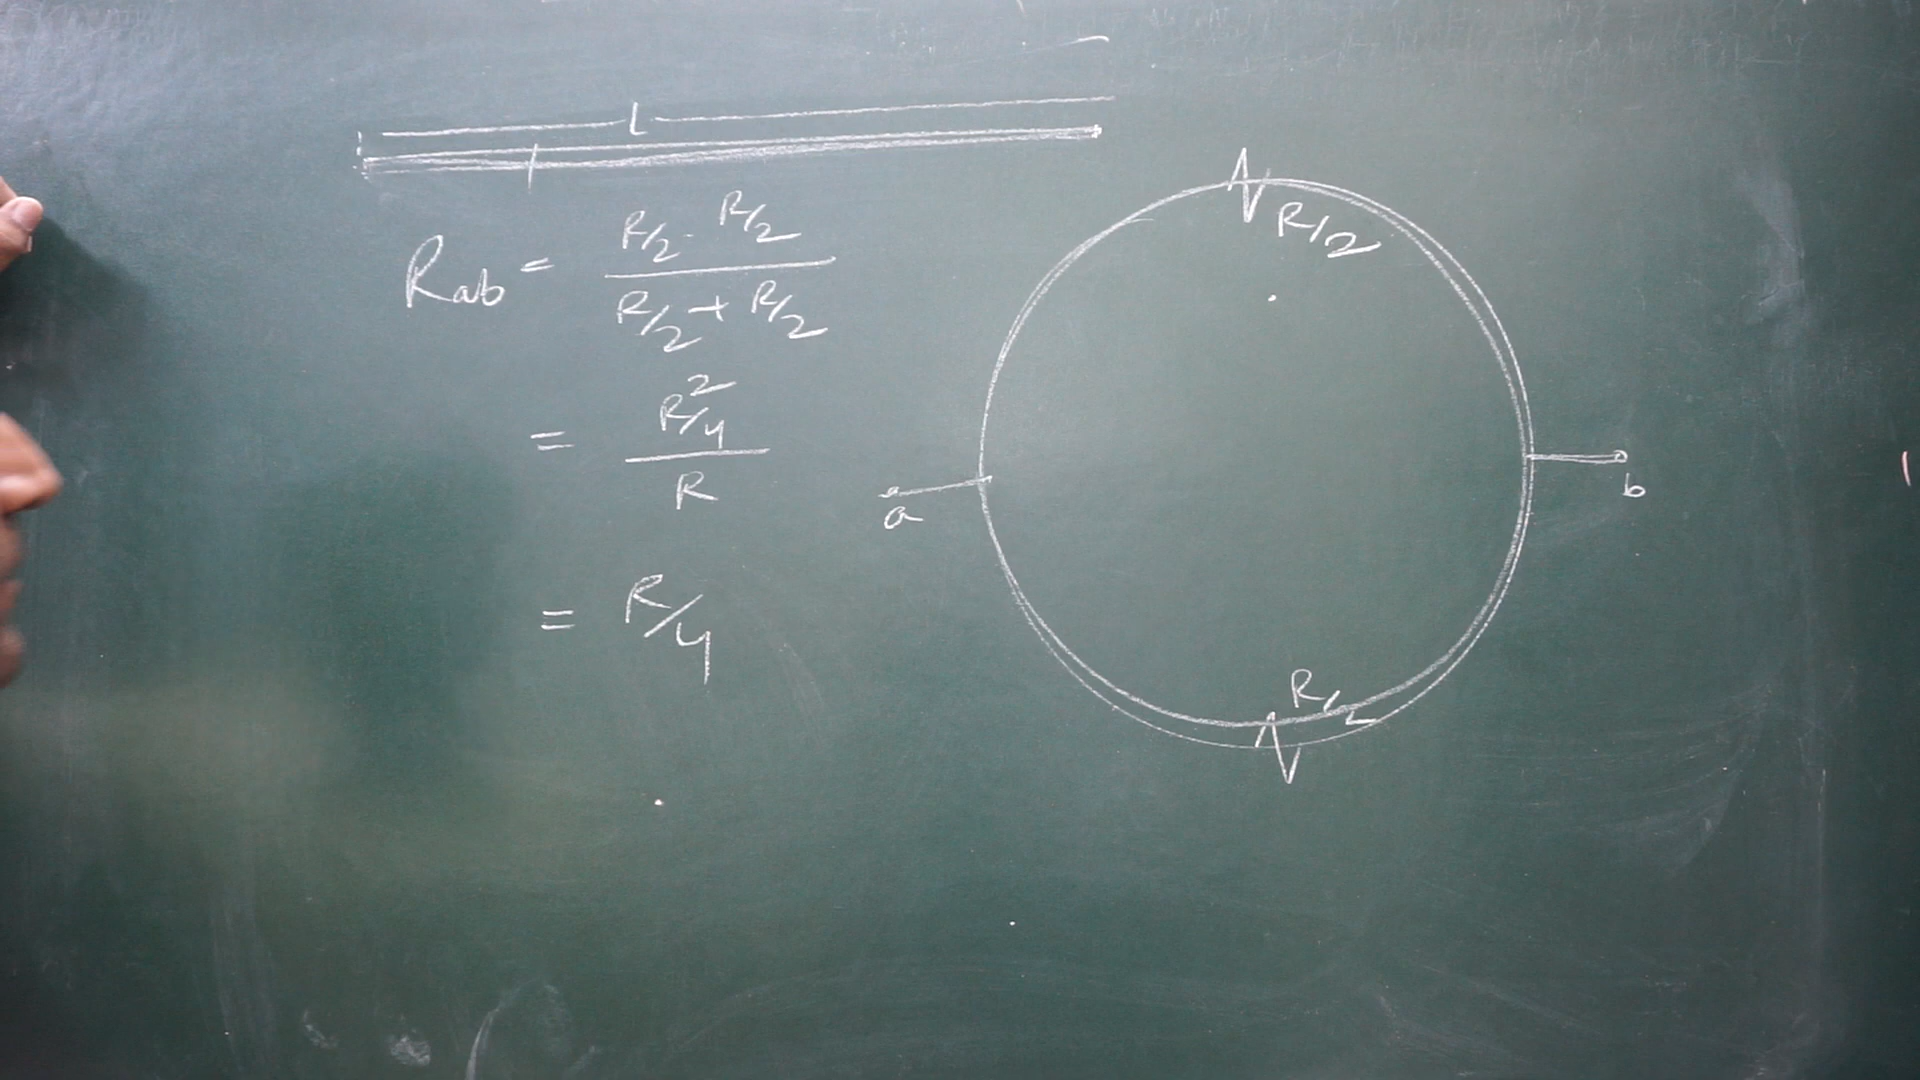 L
Rab = R/2 . R/2 / R/2 + R/2
= R²/4 / R
= R/4
R/2
a
b
R/2